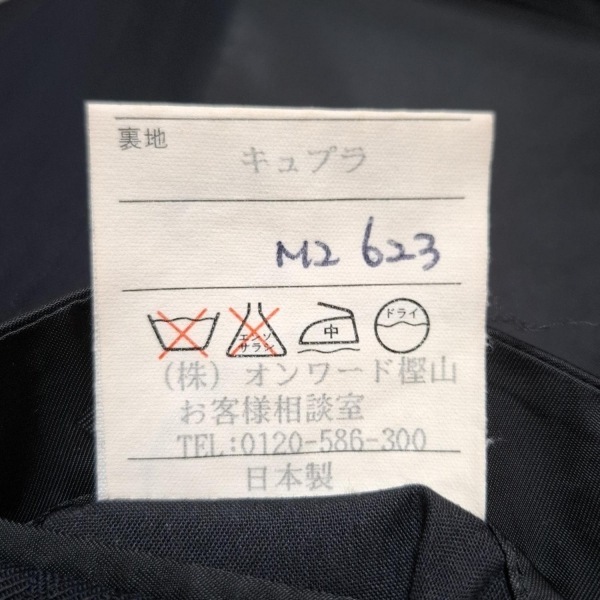 裏地
キュプラ
M2 623
エンソ
サラシ
中
ドライ
(株) オンワード樫山
お客様相談室
TEL:0120-586-300
日本製